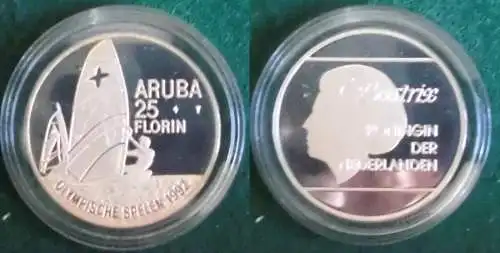 ARUBA
25
FLORIN
OLYMPISCHE SPELEN 1992
Beatrix
KONINGIN
DER
NEDERLANDEN